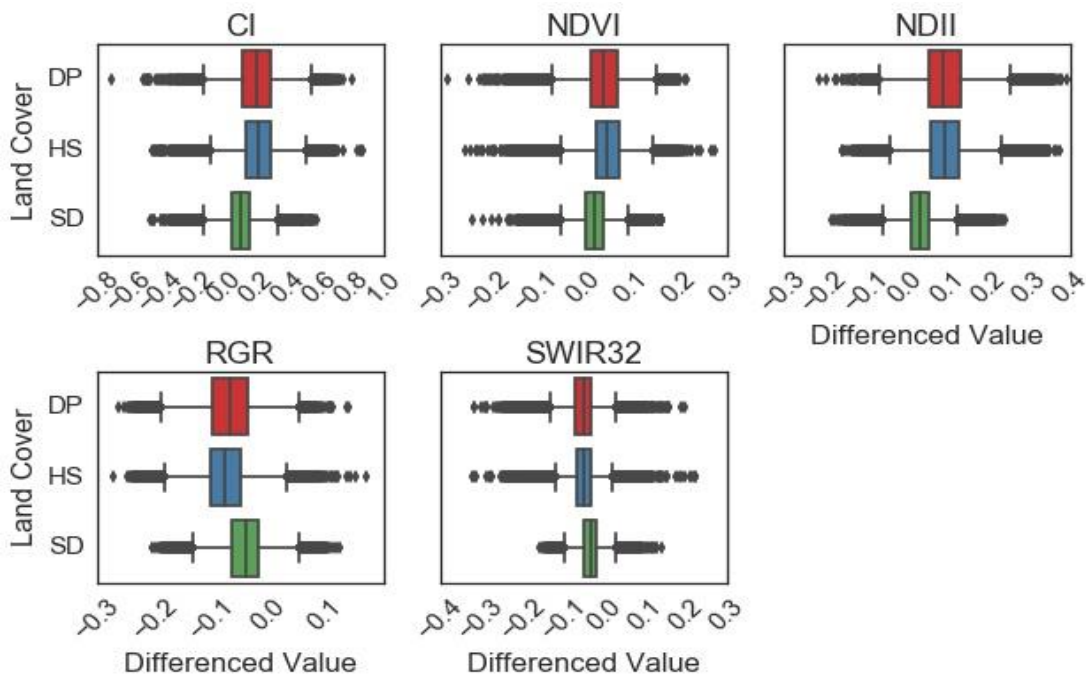 CI
NDVI
NDII
Land Cover
DP
HS
SD
−0.8 −0.6 −0.4 −0.2 0.0 0.2 0.4 0.6 0.8 1.0
−0.3 −0.2 −0.1 0.0 0.1 0.2 0.3
−0.3 −0.2 −0.1 0.0 0.1 0.2 0.3 0.4
Differenced Value
RGR
SWIR32
Land Cover
DP
HS
SD
−0.3 −0.2 −0.1 0.0 0.1
−0.4 −0.3 −0.2 −0.1 0.0 0.1 0.2 0.3
Differenced Value
Differenced Value